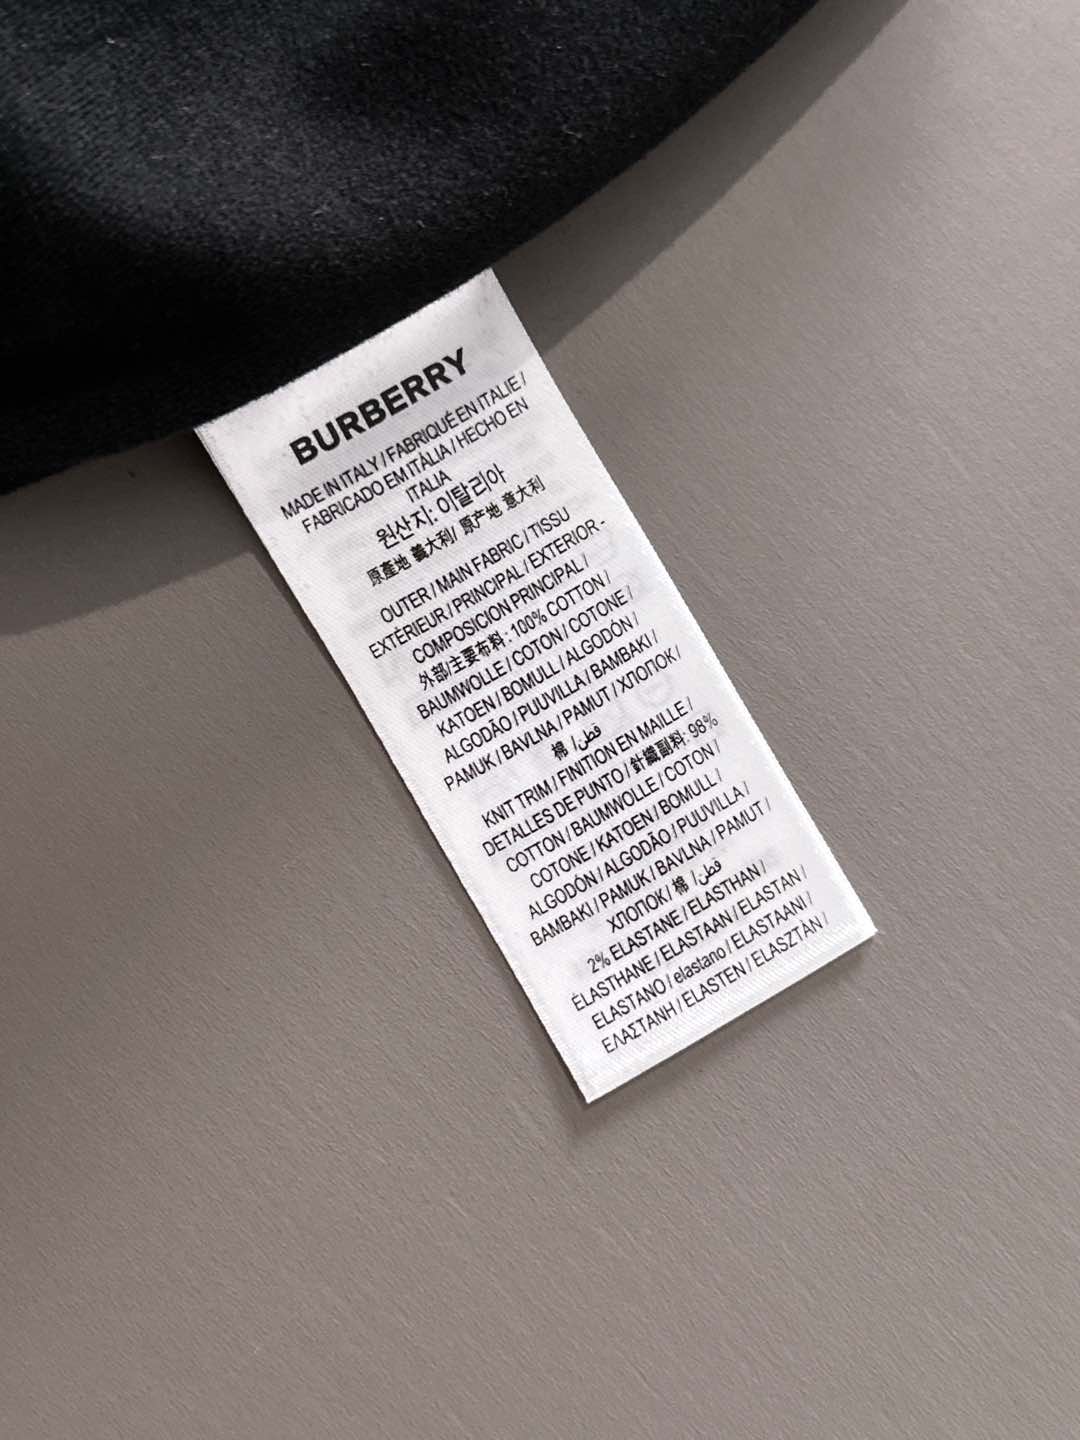 BURBERRY
MADE IN ITALY / FABRIQUÉ EN ITALIE /
FABRICADO EM ITÁLIA / HECHO EN
ITALIA
원산지: 이탈리아
原產地 義大利/ 原产地 意大利
OUTER / MAIN FABRIC / TISSU
EXTÉRIEUR / PRINCIPAL / EXTERIOR -
COMPOSICION PRINCIPAL /
外部/主要布料 : 100% COTTON /
BAUMWOLLE / COTON / COTONE /
KATOEN / BOMULL / ALGODÓN /
ALGODÃO / PUUVILLA / BAMBAKI /
PAMUK / BAVLNA / PAMUT / ХЛОПОК /
棉 / قطن
KNIT TRIM / FINITION EN MAILLE /
DETALLES DE PUNTO / 針織副料: 98%
COTTON / BAUMWOLLE / COTON /
COTONE / KATOEN / BOMULL /
ALGODÓN / ALGODÃO / PUUVILLA /
BAMBAKI / PAMUK / BAVLNA / PAMUT /
ХЛОПОК / 棉 / قطن
2% ELASTANE / ELASTHAN /
ÉLASTHANE / ELASTAAN / ELASTAN /
ELASTANO / elastano / ELASTAANI /
ΕΛΑΣΤΑΝΗ / ELASTEN / ELASZTÀN /